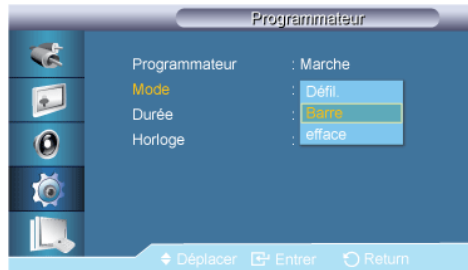 Programmateur
Programmateur : Marche
Mode : Défil.
Durée : Barre
Horloge : efface
Déplacer Entrer Return